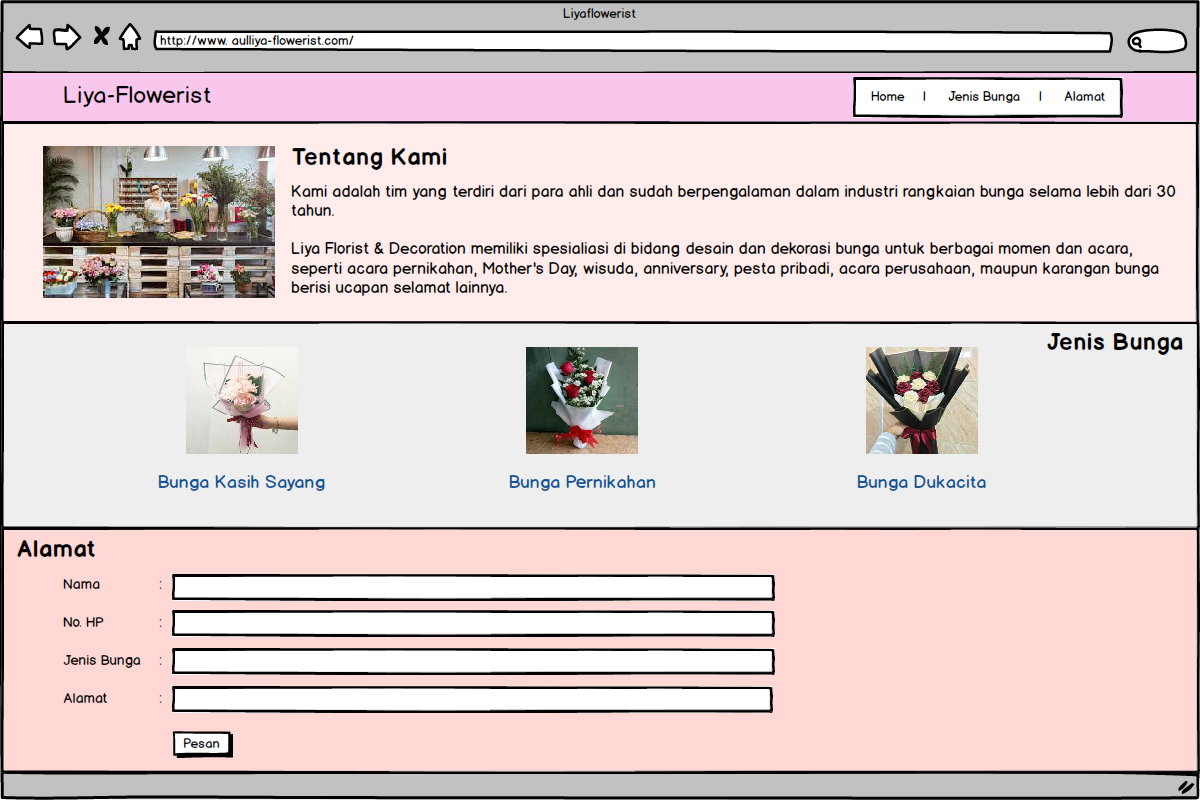 Liyaflowerist
http://www. aulliya-flowerist.com/
Liya-Flowerist
Home | Jenis Bunga | Alamat
Tentang Kami
Kami adalah tim yang terdiri dari para ahli dan sudah berpengalaman dalam industri rangkaian bunga selama lebih dari 30
tahun.
Liya Florist & Decoration memiliki spesialiasi di bidang desain dan dekorasi bunga untuk berbagai momen dan acara,
seperti acara pernikahan, Mother's Day, wisuda, anniversary, pesta pribadi, acara perusahaan, maupun karangan bunga
berisi ucapan selamat lainnya.
Jenis Bunga
Bunga Kasih Sayang
Bunga Pernikahan
Bunga Dukacita
Alamat
Nama :
No. HP :
Jenis Bunga :
Alamat :
Pesan